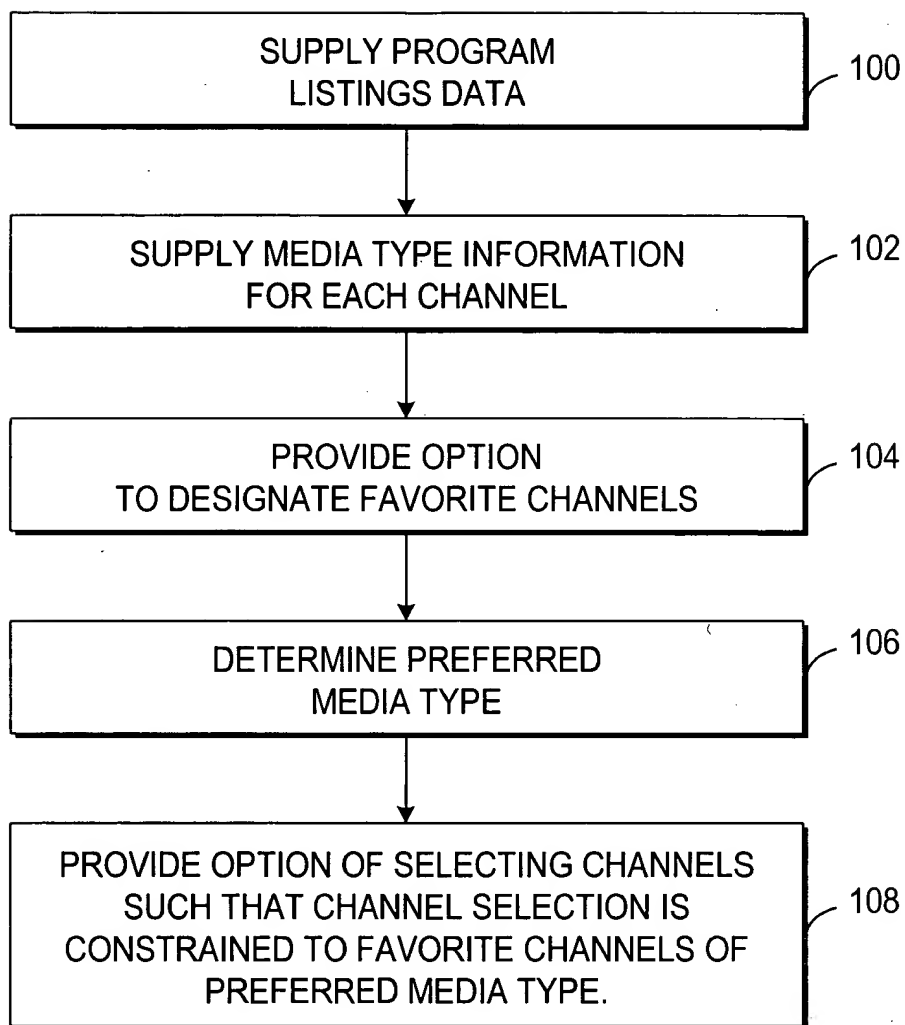 SUPPLY PROGRAM
LISTINGS DATA
100
SUPPLY MEDIA TYPE INFORMATION
FOR EACH CHANNEL
102
PROVIDE OPTION
TO DESIGNATE FAVORITE CHANNELS
104
DETERMINE PREFERRED
MEDIA TYPE
106
PROVIDE OPTION OF SELECTING CHANNELS
SUCH THAT CHANNEL SELECTION IS
CONSTRAINED TO FAVORITE CHANNELS OF
PREFERRED MEDIA TYPE.
108